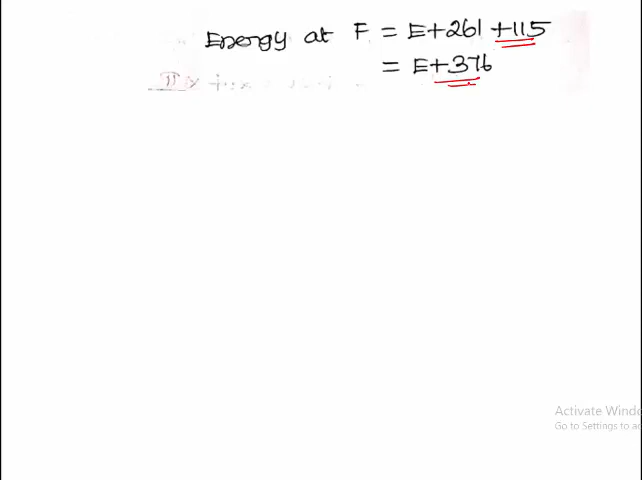 Energy at F = E+261 +115
= E+376
Activate Windo
Go to Settings to a